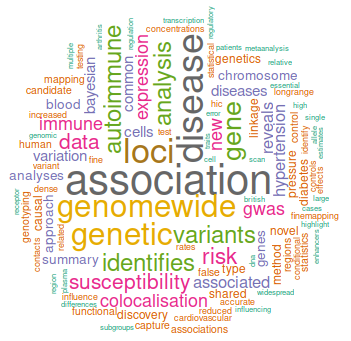 transcription
concentrations
regulatory
arthritis
regulation
multiple
testing
statistical
patients
metaanalysis
genetics
relative
mapping
candidate
bayesian
common
expression
autoimmune
analysis
disease
gene
chromosome
essential
longrange
increased
blood
diseases
hic
immune
cells
test
new
linkage
reveals
hypertension
high
single
human
data
loci
error
genomic
variant
variation
fine
traits
cell
scan
pressure
control
identify
allele
estimates
analyses
association
diabetes
controls
effects
receptor
dense
genotyping
causal
approach
genomewide
british
large
gwas
cases
finemapping
contacts
related
genetic
variants
highlight
summary
identifies
rates
risk
genes
novel
method
regions
statistics
conditional
enhancers
dna
false
type
associated
region
plasma
susceptibility
shared
widespread
influence
differences
colocalisation
reduced
accurate
influencing
functional
discovery
cardiovascular
subgroups
capture
associations